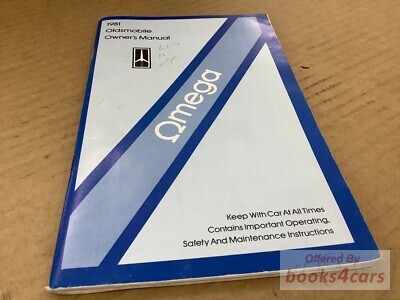 1981
Oldsmobile
Owner's Manual
Ωmega
Keep With Car At All Times
Contains Important Operating,
Safety And Maintenance Instructions
Offered By
books4cars